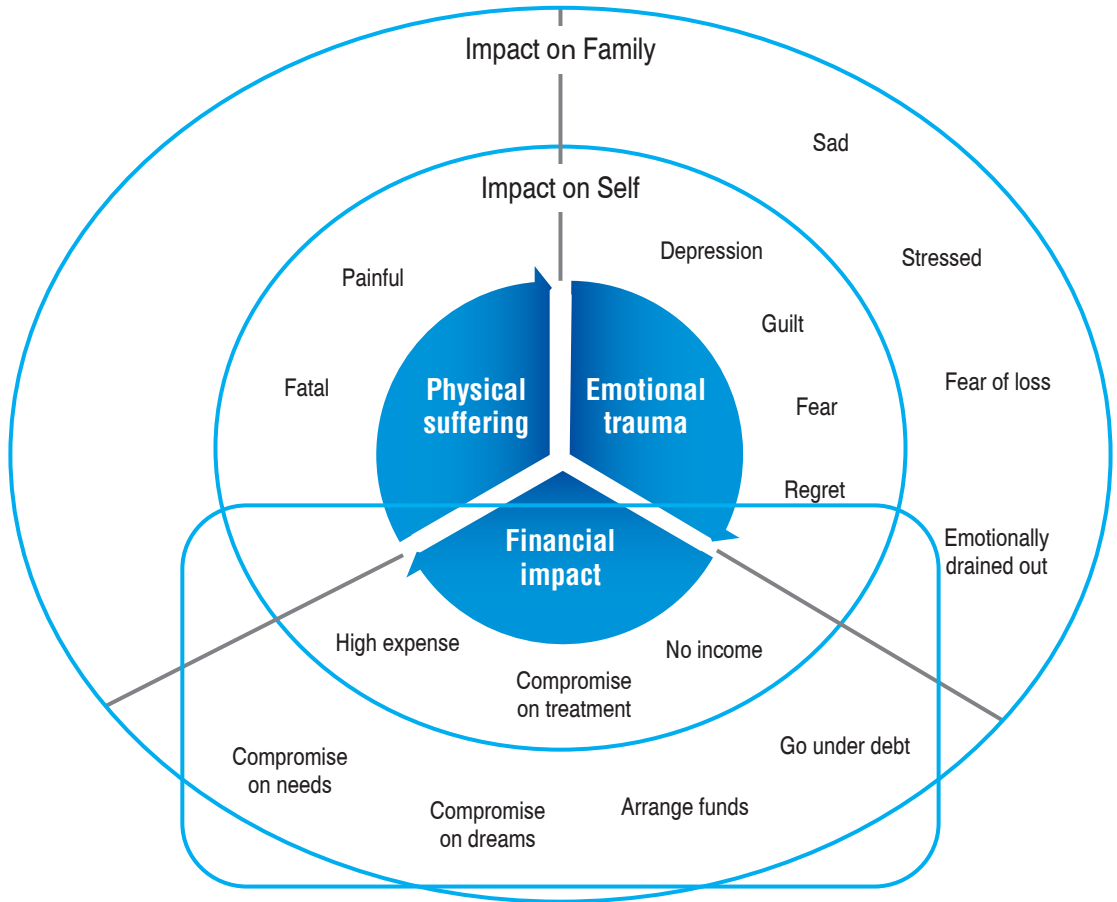 Impact on Family
Sad
Impact on Self
Depression
Stressed
Painful
Guilt
Fatal
Fear of loss
Physical
suffering
Emotional
trauma
Fear
Regret
Financial
impact
Emotionally
drained out
High expense
No income
Compromise
on treatment
Go under debt
Compromise
on needs
Compromise
on dreams
Arrange funds